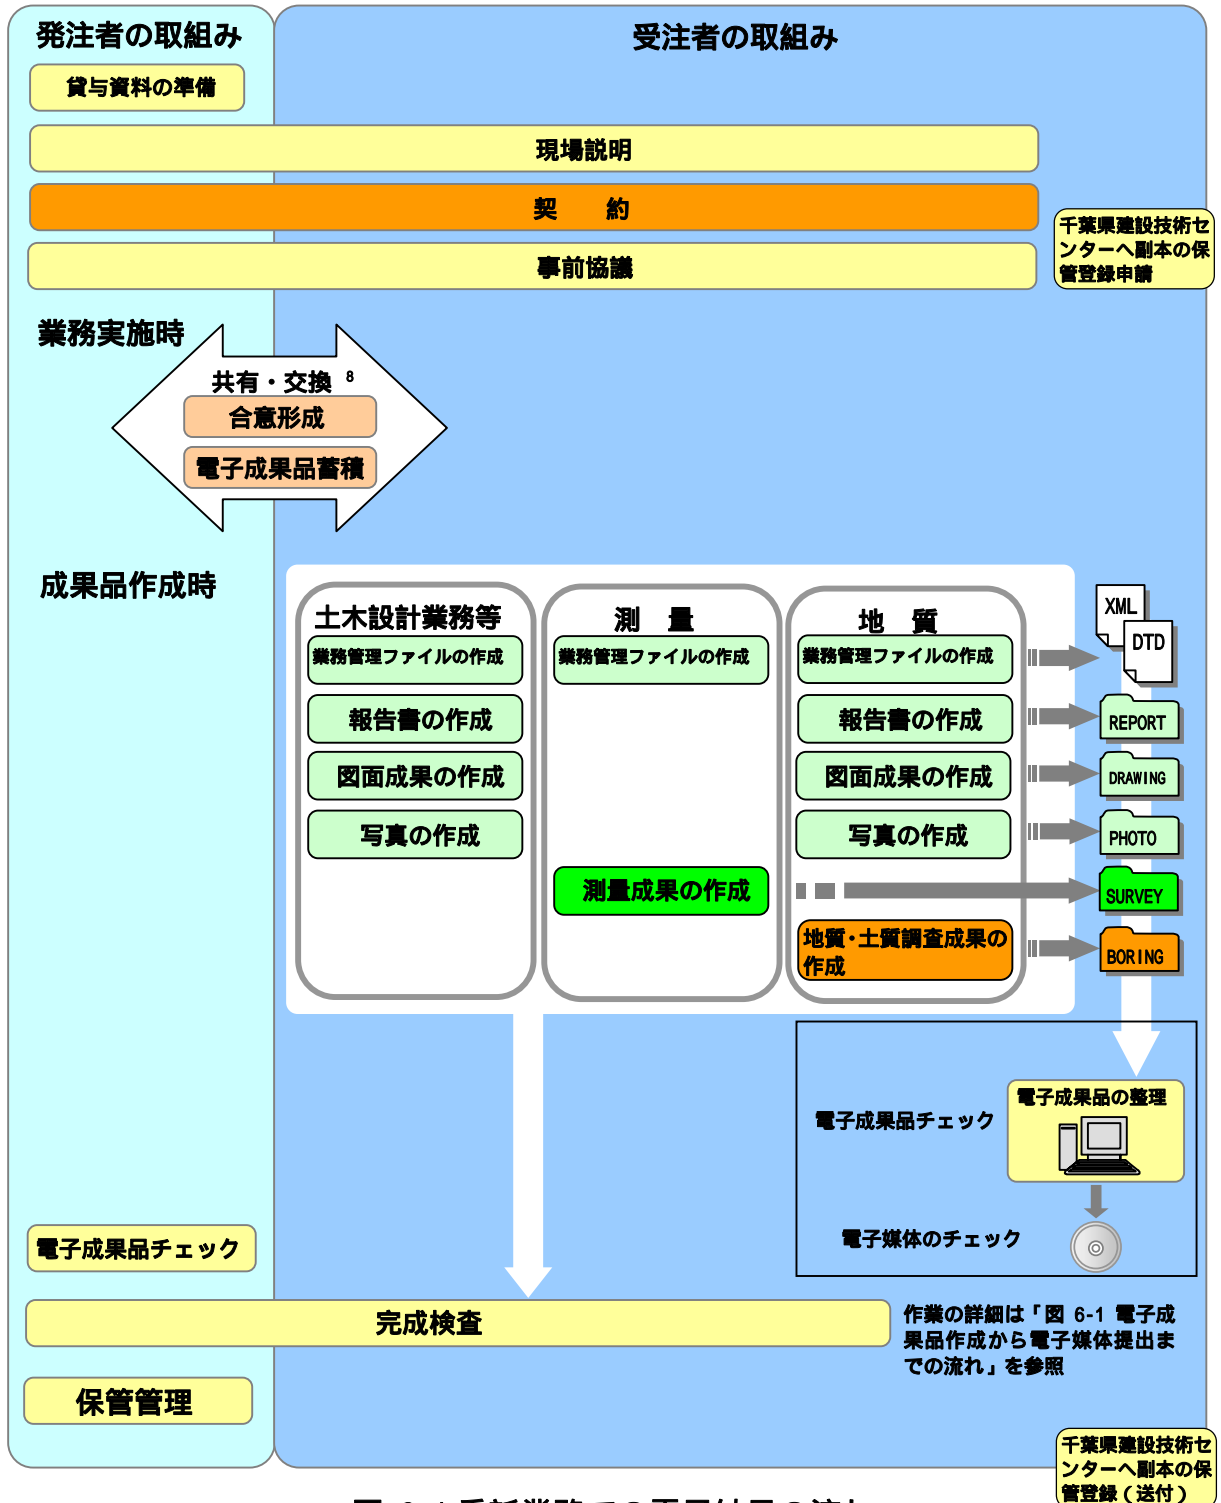 発注者の取組み
受注者の取組み
貸与資料の準備
現場説明
契　約
千葉県建設技術セ
ンターへ副本の保
管登録申請
事前協議
業務実施時
共有・交換 8
合意形成
電子成果品蓄積
成果品作成時
土木設計業務等
業務管理ファイルの作成
報告書の作成
図面成果の作成
写真の作成
測　量
業務管理ファイルの作成
測量成果の作成
地　質
業務管理ファイルの作成
報告書の作成
図面成果の作成
写真の作成
地質・土質調査成果の
作成
XML
DTD
REPORT
DRAWING
PHOTO
SURVEY
BORING
電子成果品の整理
電子成果品チェック
電子媒体のチェック
電子成果品チェック
完成検査
作業の詳細は「図 6-1 電子成
果品作成から電子媒体提出ま
での流れ」を参照
保管管理
千葉県建設技術セ
ンターへ副本の保
管登録（送付）